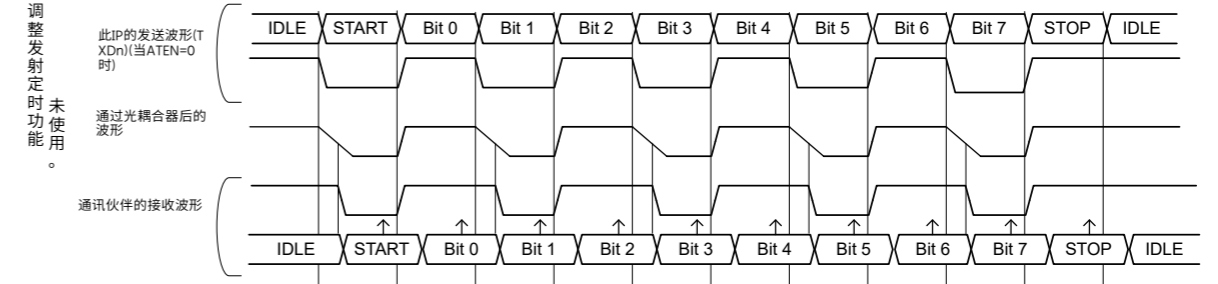 调整发射定时功能
未使用。
此IP的发送波形(T
XDn)(当ATEN=0
时)
IDLE START Bit 0 Bit 1 Bit 2 Bit 3 Bit 4 Bit 5 Bit 6 Bit 7 STOP IDLE
通过光耦合器后的
波形
通讯伙伴的接收波形
IDLE START Bit 0 Bit 1 Bit 2 Bit 3 Bit 4 Bit 5 Bit 6 Bit 7 STOP IDLE